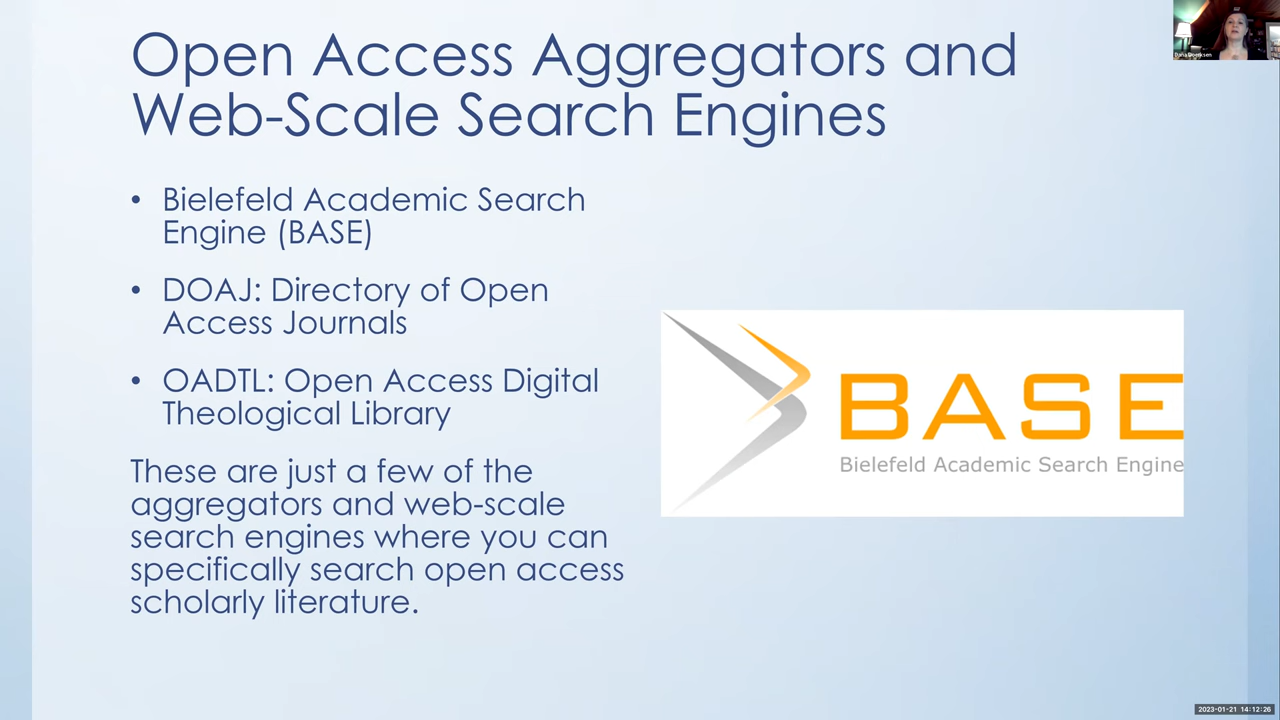 Open Access Aggregators and
Web-Scale Search Engines
• Bielefeld Academic Search
Engine (BASE)
• DOAJ: Directory of Open
Access Journals
• OADTL: Open Access Digital
Theological Library
These are just a few of the
aggregators and web-scale
search engines where you can
specifically search open access
scholarly literature.
BASE
Bielefeld Academic Search Engine
2023-01-21 14:12:26